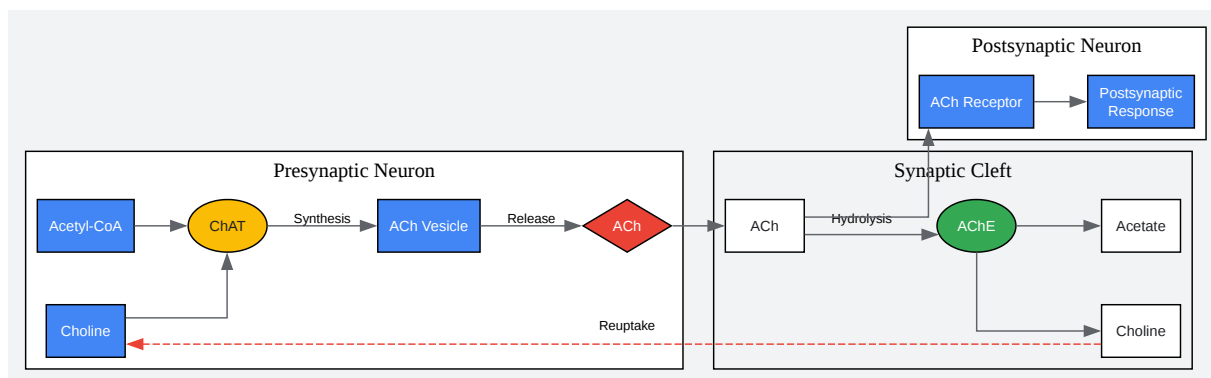 Postsynaptic Neuron
ACh Receptor
Postsynaptic
Response
Presynaptic Neuron
Synaptic Cleft
Acetyl-CoA
ChAT
Synthesis
ACh Vesicle
Release
ACh
ACh
Hydrolysis
AChE
Acetate
Choline
Reuptake
Choline